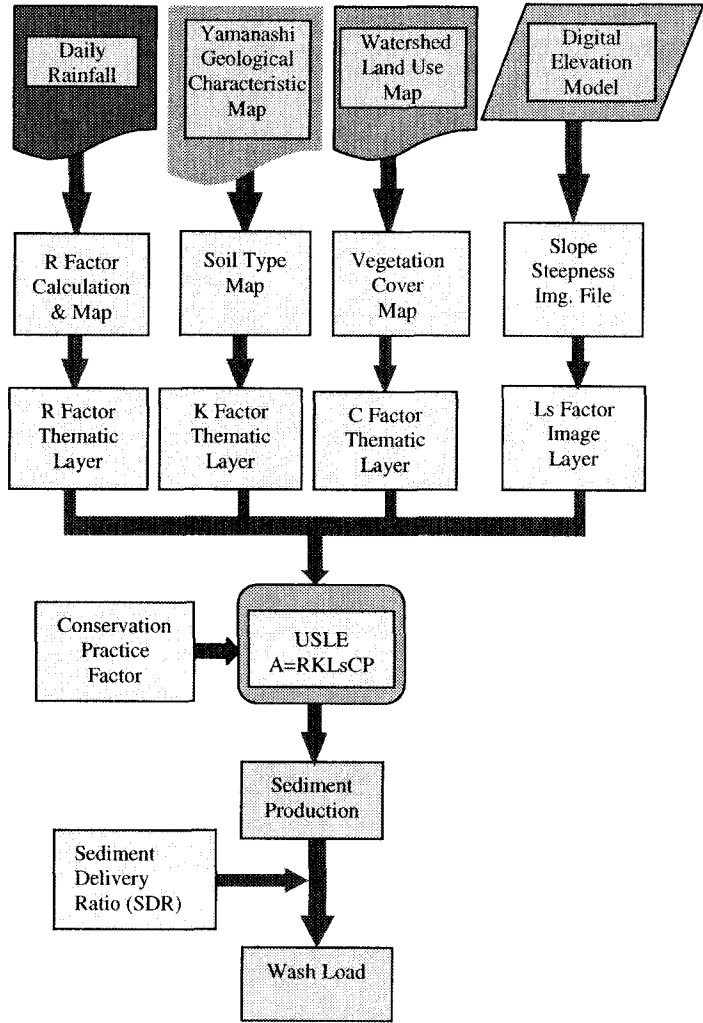 Daily
Rainfall
Yamanashi
Geological
Characteristic
Map
Watershed
Land Use
Map
Digital
Elevation
Model
R Factor
Calculation
& Map
Soil Type
Map
Vegetation
Cover
Map
Slope
Steepness
Img. File
R Factor
Thematic
Layer
K Factor
Thematic
Layer
C Factor
Thematic
Layer
Ls Factor
Image
Layer
Conservation
Practice
Factor
USLE
A=RKLsCP
Sediment
Production
Sediment
Delivery
Ratio (SDR)
Wash Load